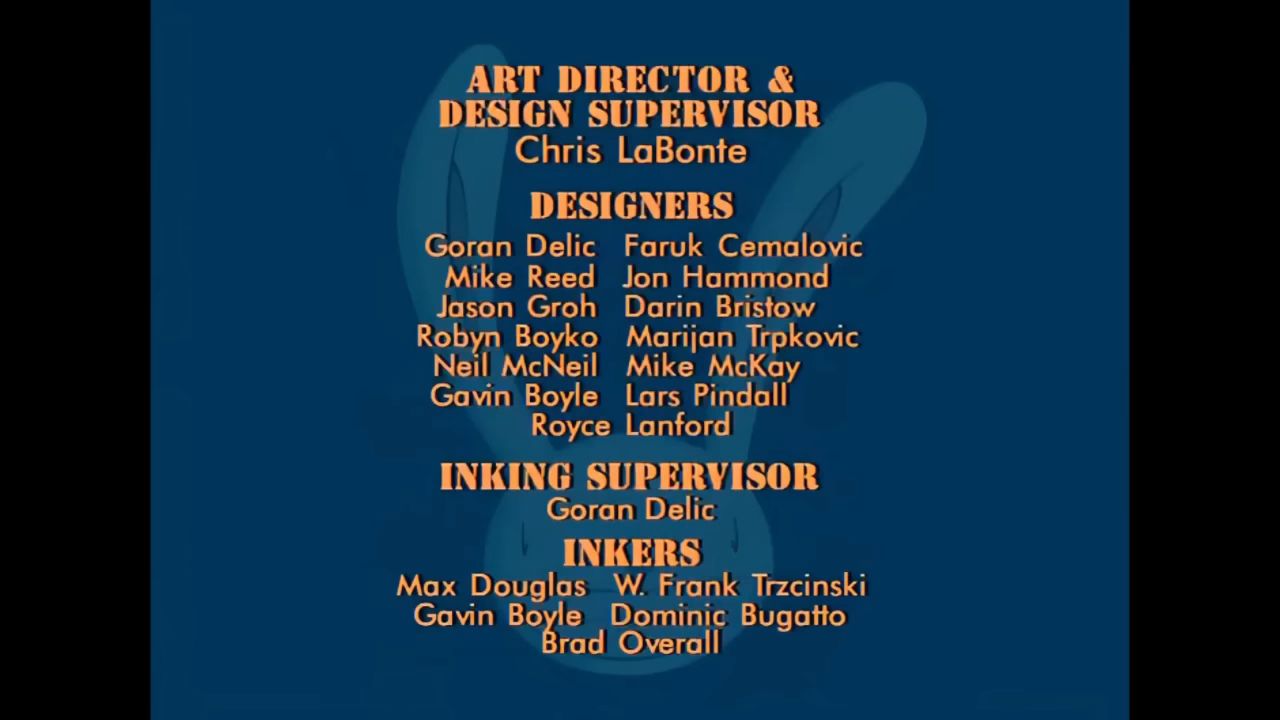 ART DIRECTOR &
DESIGN SUPERVISOR
Chris LaBonte
DESIGNERS
Goran Delic Faruk Cemalovic
Mike Reed Jon Hammond
Jason Groh Darin Bristow
Robyn Boyko Marijan Trpkovic
Neil McNeil Mike McKay
Gavin Boyle Lars Pindall
Royce Lanford
INKING SUPERVISOR
Goran Delic
INKERS
Max Douglas W. Frank Trzcinski
Gavin Boyle Dominic Bugatto
Brad Overall